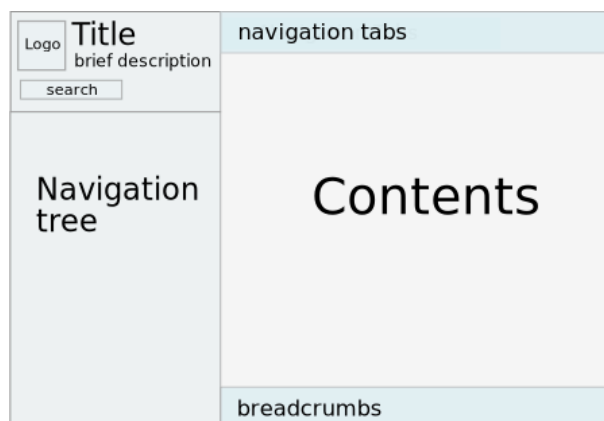 Logo
Title
brief description
search
Navigation
tree
navigation tabs
Contents
breadcrumbs